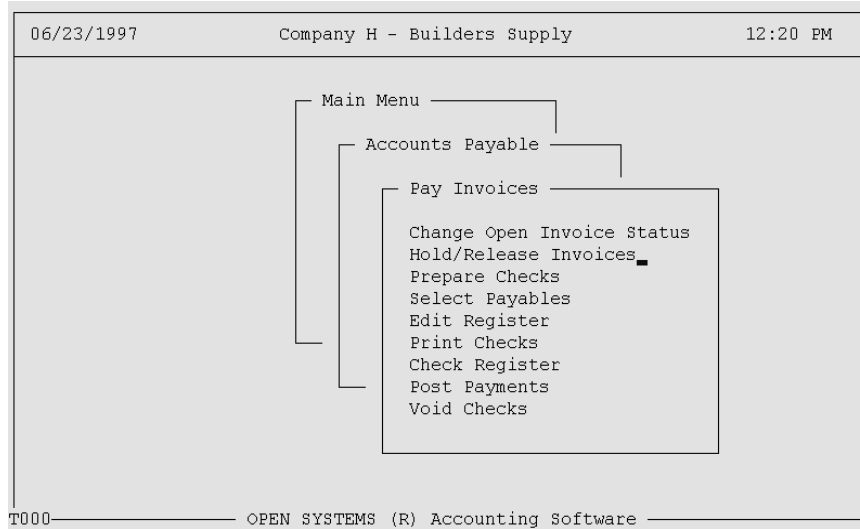 06/23/1997 Company H - Builders Supply 12:20 PM
Main Menu
Accounts Payable
Pay Invoices
Change Open Invoice Status
Hold/Release Invoices
Prepare Checks
Select Payables
Edit Register
Print Checks
Check Register
Post Payments
Void Checks
T000 OPEN SYSTEMS (R) Accounting Software